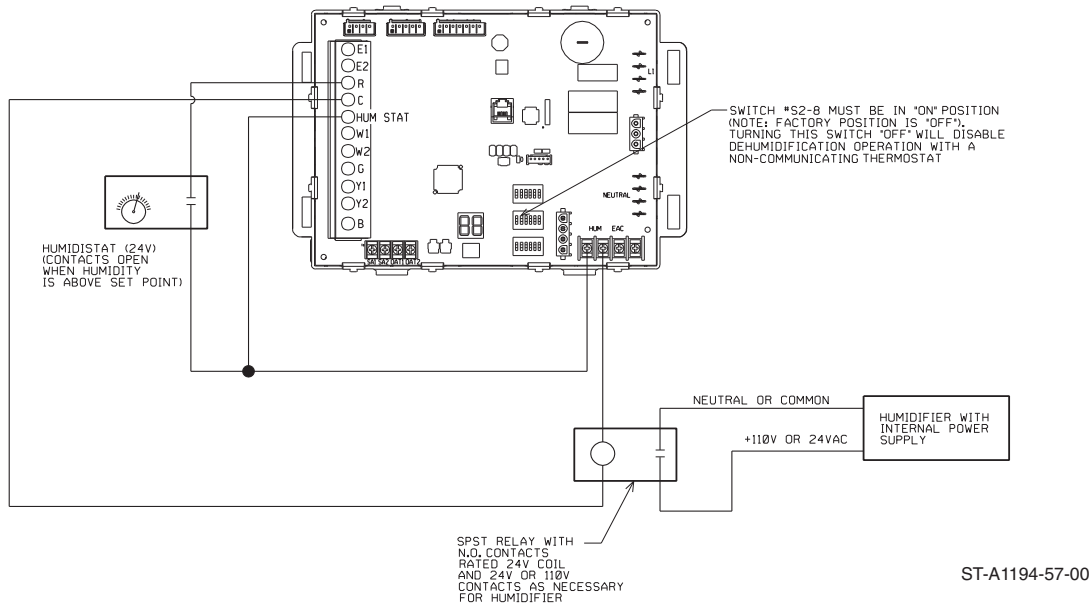 E1
E2
R
C
HUM STAT
W1
W2
G
Y1
Y2
B
L1
NEUTRAL
HUM EAC
SA1 SA2 OAT1 OAT2
SWITCH "S2-8 MUST BE IN "ON" POSITION
(NOTE: FACTORY POSITION IS "OFF").
TURNING THIS SWITCH "OFF" WILL DISABLE
DEHUMIDIFICATION OPERATION WITH A
NON-COMMUNICATING THERMOSTAT
HUMIDISTAT (24V)
(CONTACTS OPEN
WHEN HUMIDITY
IS ABOVE SET POINT)
NEUTRAL OR COMMON
+110V OR 24VAC
HUMIDIFIER WITH
INTERNAL POWER
SUPPLY
SPST RELAY WITH
N.O. CONTACTS
RATED 24V COIL
AND 24V OR 110V
CONTACTS AS NECESSARY
FOR HUMIDIFIER
ST-A1194-57-00